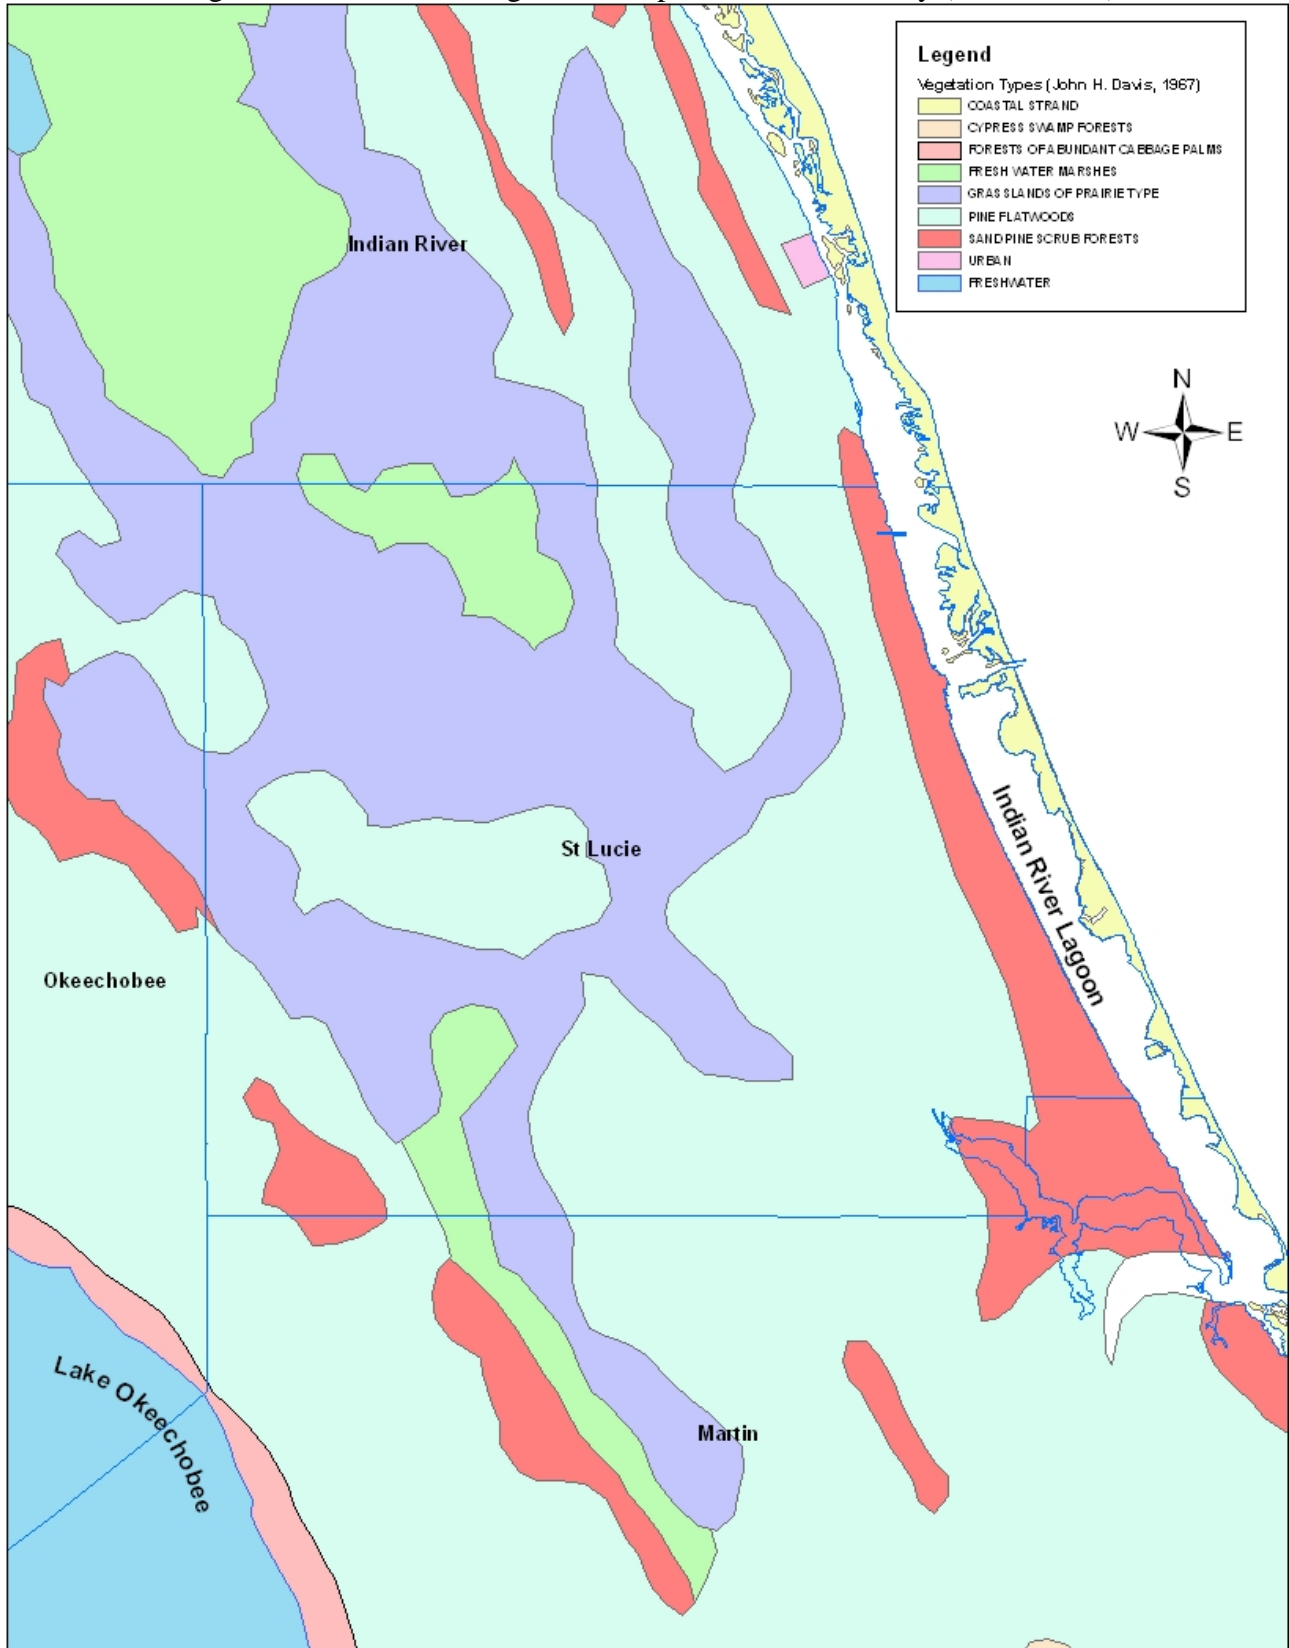 Legend
Vegetation Types (John H. Davis, 1967)
COASTAL STRAND
CYPRESS SWAMP FORESTS
FORESTS OF ABUNDANT CABBAGE PALMS
FRESH WATER MARSHES
GRASSLANDS OF PRAIRIE TYPE
PINE FLATWOODS
SAND PINE SCRUB FORESTS
URBAN
FRESHWATER
Indian River
N
W E
S
St Lucie
Indian River Lagoon
Okeechobee
Lake Okeechobee
Martin